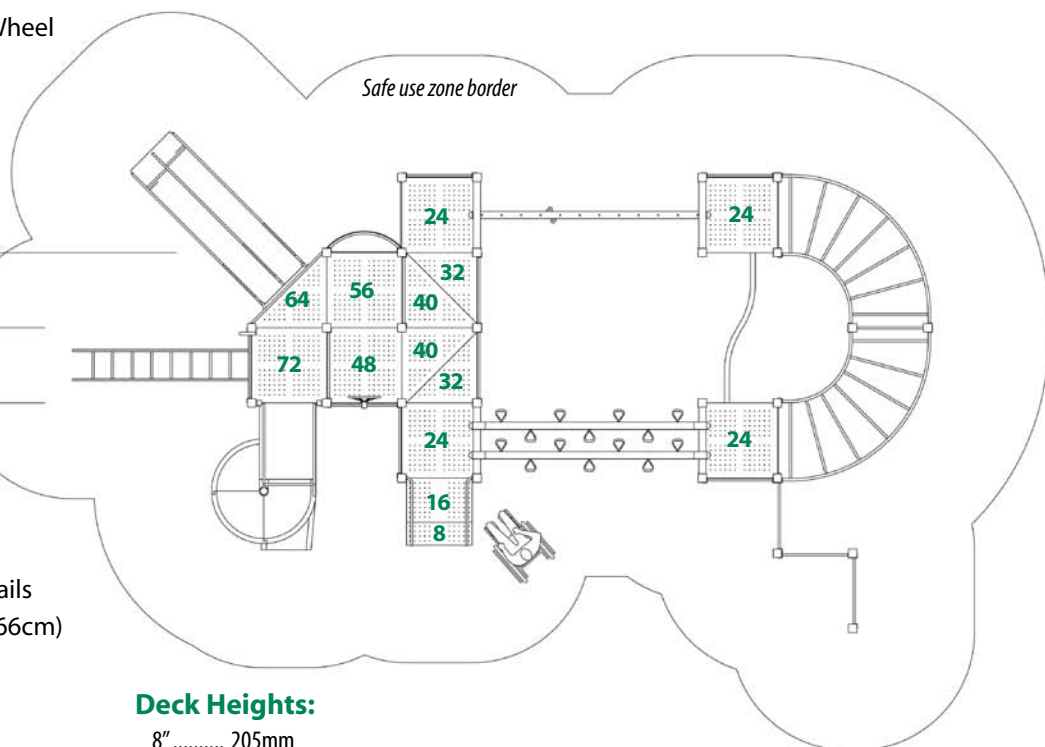 Wheel
Safe use zone border
24 24
32
56
64 40
40
72 48
32
24 24
16
8
ails
66cm)
Deck Heights:
8” .......... 205mm